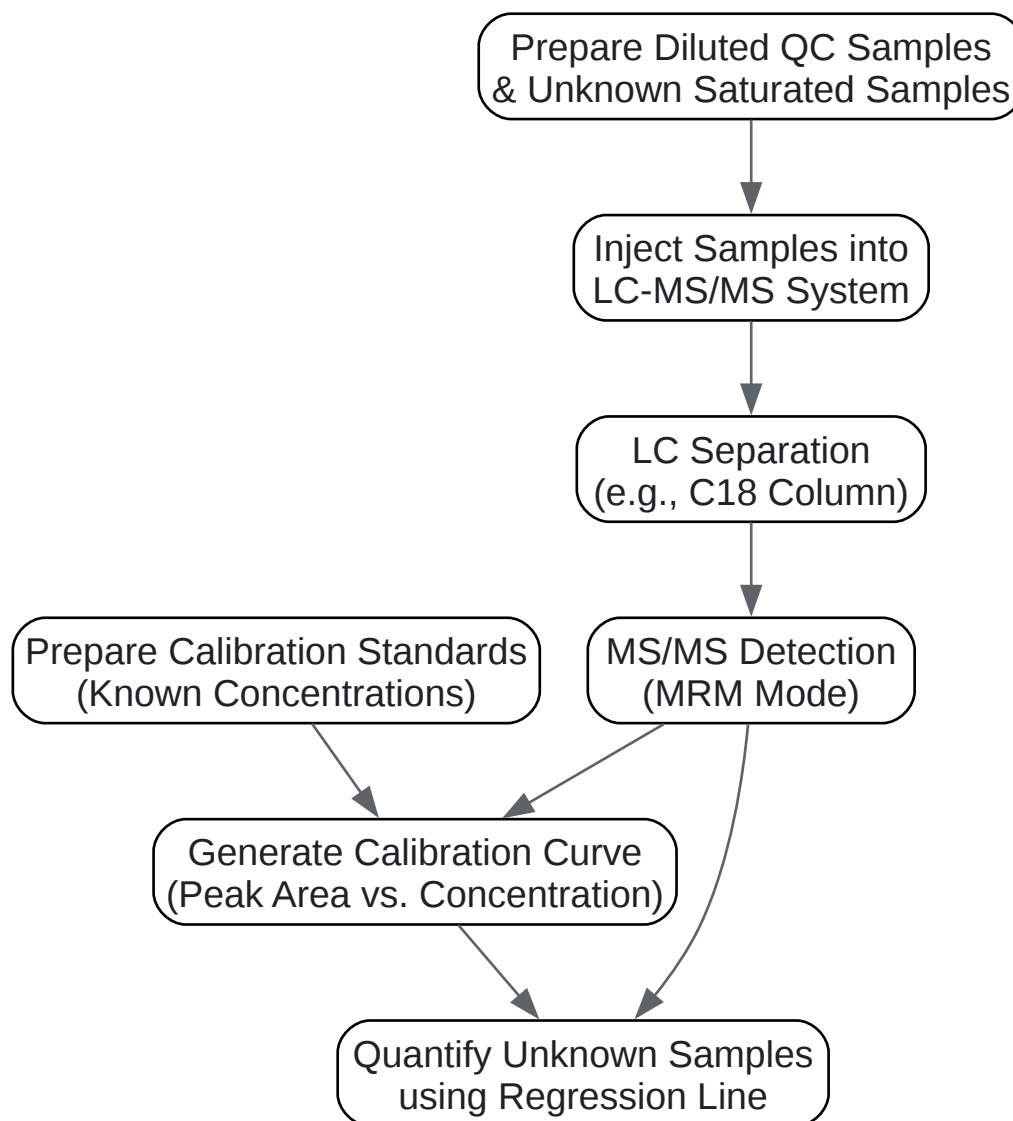 Prepare Diluted QC Samples
& Unknown Saturated Samples
Inject Samples into
LC-MS/MS System
LC Separation
(e.g., C18 Column)
Prepare Calibration Standards
(Known Concentrations)
MS/MS Detection
(MRM Mode)
Generate Calibration Curve
(Peak Area vs. Concentration)
Quantify Unknown Samples
using Regression Line